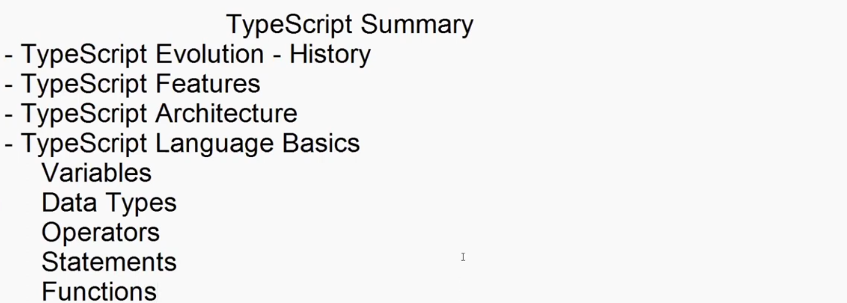 TypeScript Summary
- TypeScript Evolution - History
- TypeScript Features
- TypeScript Architecture
- TypeScript Language Basics
Variables
Data Types
Operators
Statements
Functions